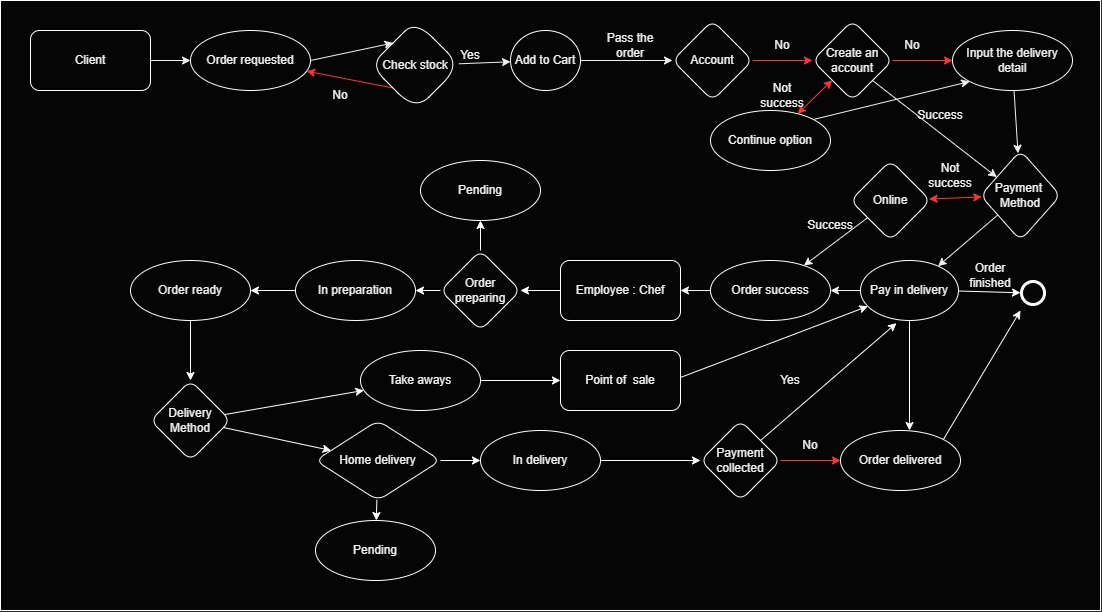 Client
Order requested
No
Check stock
Yes
Add to Cart
Pass the
order
Account
No
Create an
account
No
Input the delivery
detail
Not
success
Continue option
Success
Payment
Method
Not
success
Online
Success
Pending
Order ready
In preparation
Order
preparing
Employee : Chef
Order success
Pay in delivery
Order
finished
Take aways
Point of sale
Delivery
Method
Home delivery
In delivery
Payment
collected
Yes
No
Order delivered
Pending